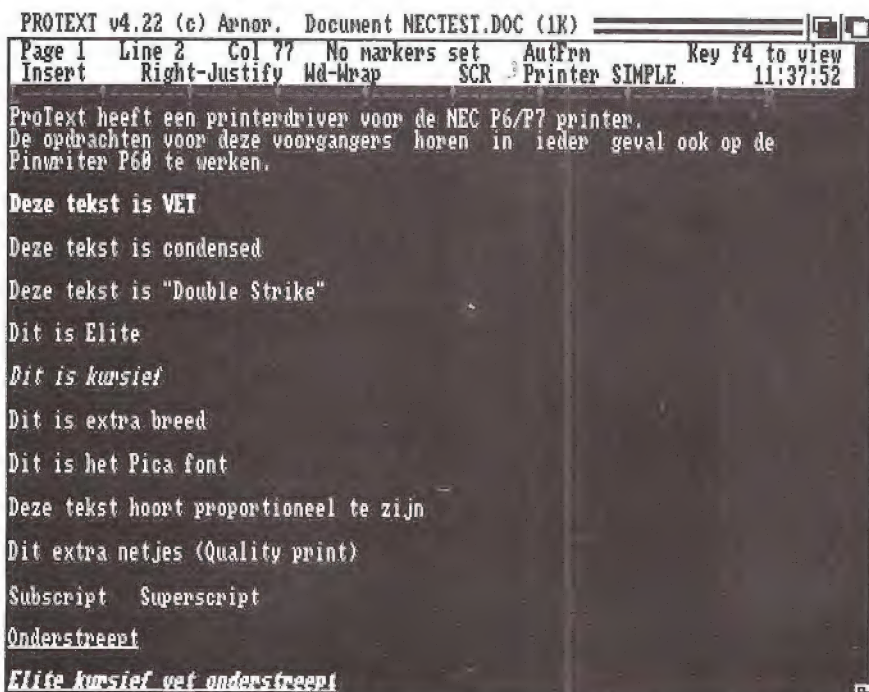 PROTEXT v4.22 (c) Arnor. Document NECTEST.DOC (1K)
Page 1 Line 2 Col 77 No markers set AutFrm Key f4 to view
Insert Right-Justify Wd-Wrap SCR Printer SIMPLE 11:37:52
ProText heeft een printerdriver voor de NEC P6/P7 printer.
De opdrachten voor deze voorgangers horen in ieder geval ook op de
Pinwriter P60 te werken.
Deze tekst is VET
Deze tekst is condensed
Deze tekst is "Double Strike"
Dit is Elite
Dit is kursief
Dit is extra breed
Dit is het Pica font
Deze tekst hoort proportioneel te zijn
Dit extra netjes (Quality print)
Subscript Superscript
Onderstreept
Elite kursief vet onderstreept